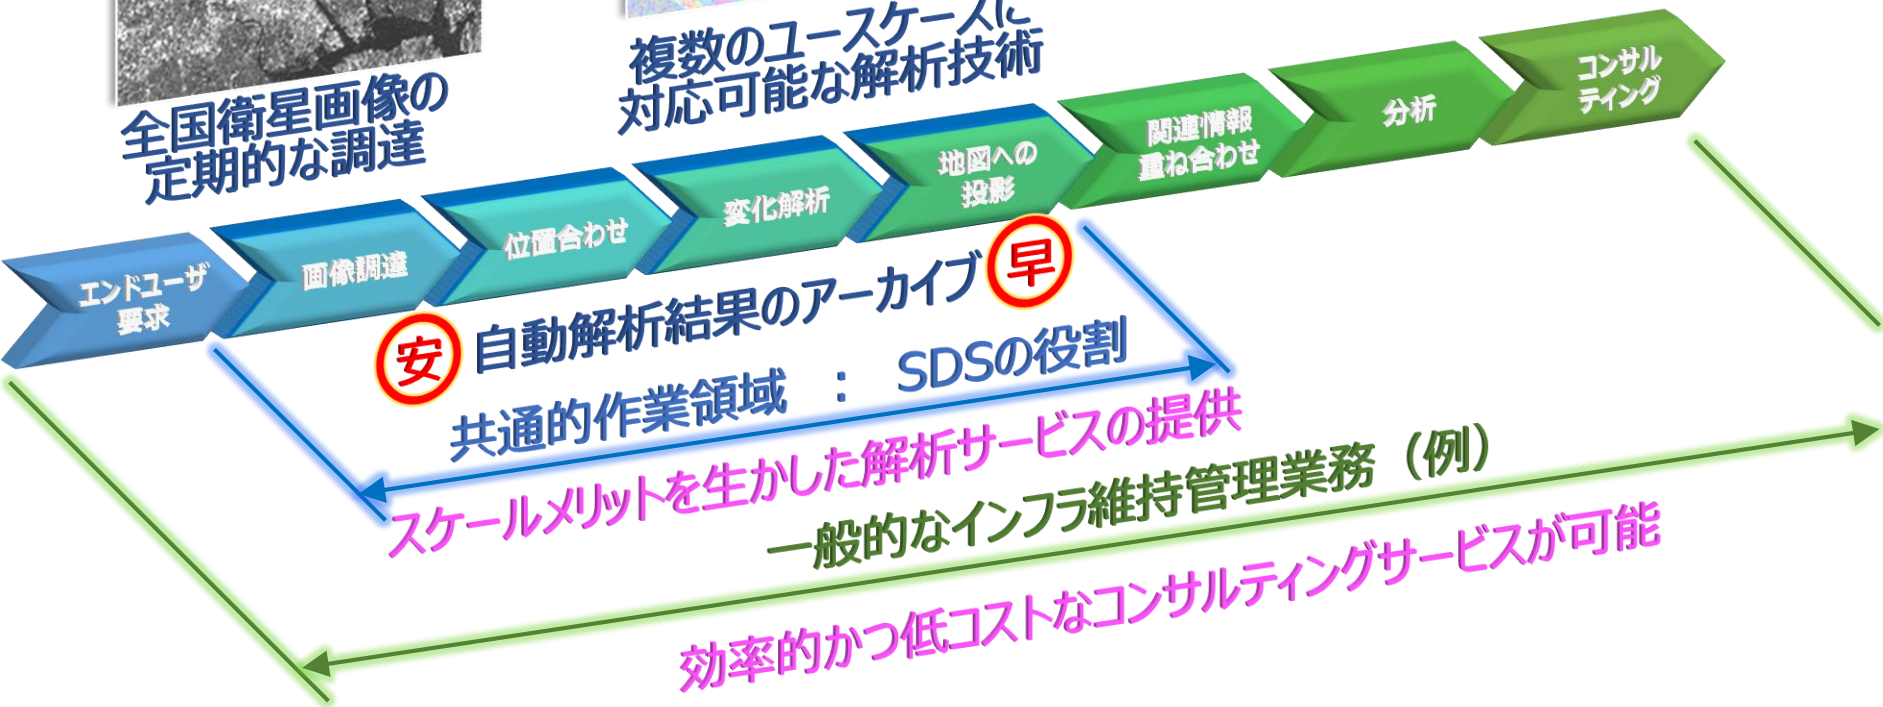 全国衛星画像の
定期的な調達
複数のユースケースに
対応可能な解析技術
エンドユーザ
要求
画像調達
位置合わせ
変化解析
地図への
投影
関連情報
重ね合わせ
分析
コンサル
ティング
安 自動解析結果のアーカイブ 早
共通的作業領域 : SDSの役割
スケールメリットを生かした解析サービスの提供
一般的なインフラ維持管理業務（例）
効率的かつ低コストなコンサルティングサービスが可能